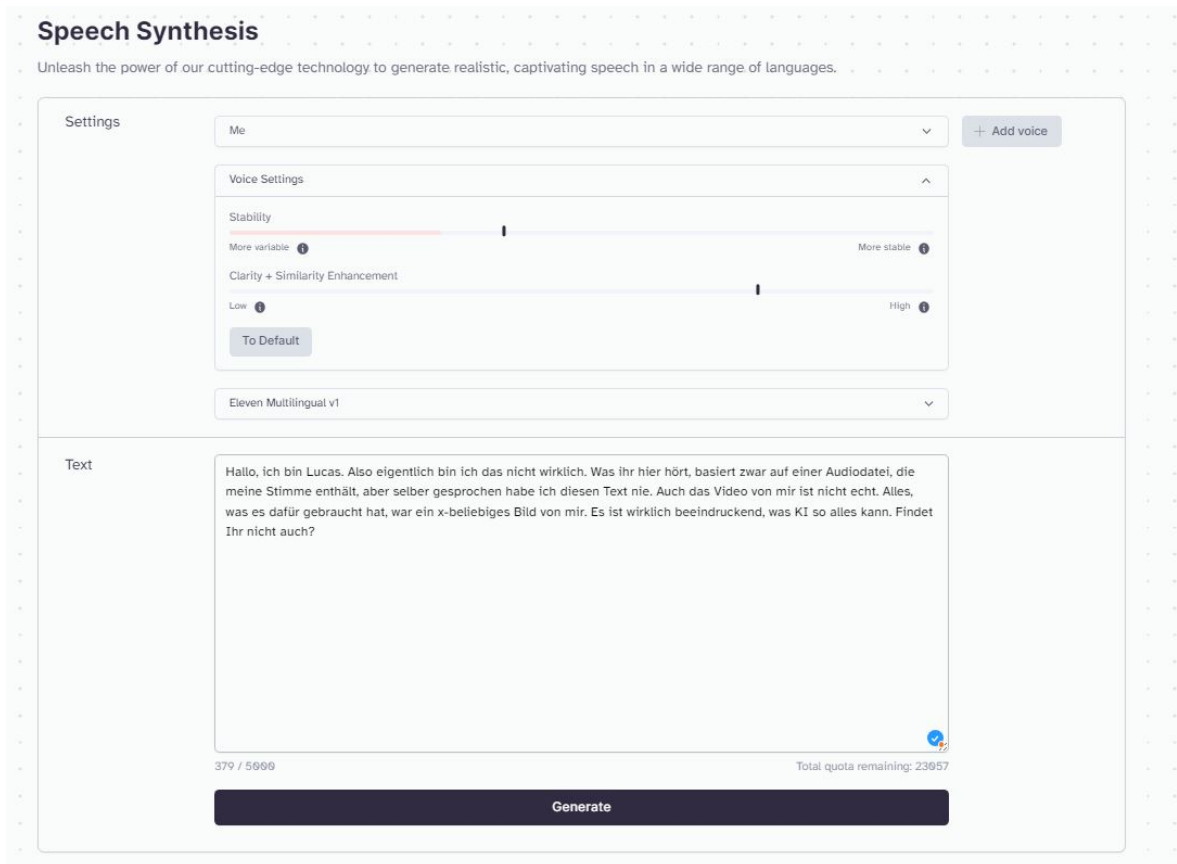 Speech Synthesis
Unleash the power of our cutting-edge technology to generate realistic, captivating speech in a wide range of languages.
Settings
Me
+ Add voice
Voice Settings
Stability
More variable
More stable
Clarity + Similarity Enhancement
Low
High
To Default
Eleven Multilingual v1
Text
Hallo, ich bin Lucas. Also eigentlich bin ich das nicht wirklich. Was ihr hier hört, basiert zwar auf einer Audiodatei, die
meine Stimme enthält, aber selber gesprochen habe ich diesen Text nie. Auch das Video von mir ist nicht echt. Alles,
was es dafür gebraucht hat, war ein x-beliebiges Bild von mir. Es ist wirklich beeindruckend, was KI so alles kann. Findet
Ihr nicht auch?
379 / 5000
Total quota remaining: 23057
Generate